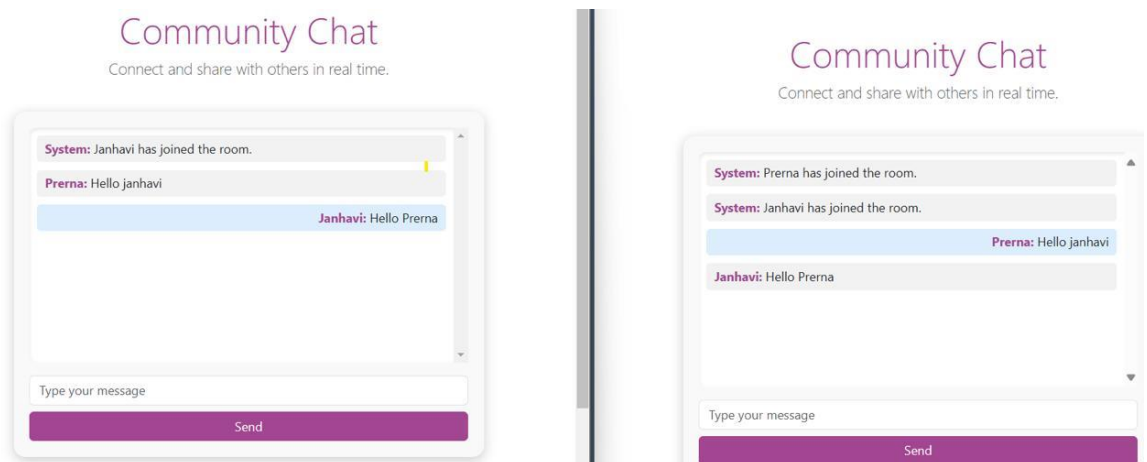 Community Chat
Connect and share with others in real time.
System: Janhavi has joined the room.
Prerna: Hello janhavi
Janhavi: Hello Prerna
Type your message
Send
Community Chat
Connect and share with others in real time.
System: Prerna has joined the room.
System: Janhavi has joined the room.
Prerna: Hello janhavi
Janhavi: Hello Prerna
Type your message
Send